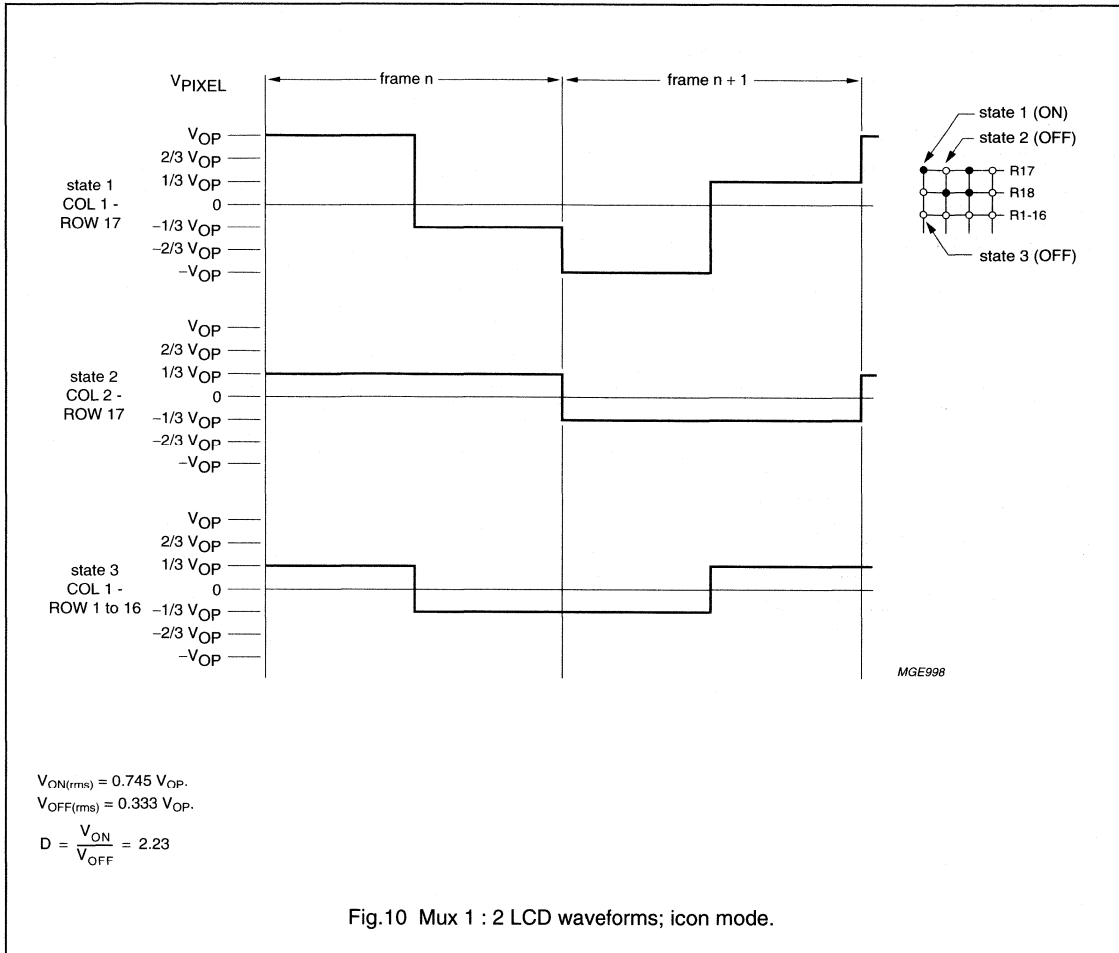 VPIXEL
frame n
frame n + 1
state 1
COL 1 -
ROW 17
VOP
2/3 VOP
1/3 VOP
0
−1/3 VOP
−2/3 VOP
−VOP
state 1 (ON)
state 2 (OFF)
R17
R18
R1-16
state 3 (OFF)
state 2
COL 2 -
ROW 17
VOP
2/3 VOP
1/3 VOP
0
−1/3 VOP
−2/3 VOP
−VOP
state 3
COL 1 -
ROW 1 to 16
VOP
2/3 VOP
1/3 VOP
0
−1/3 VOP
−2/3 VOP
−VOP
MGE998
VON(rms) = 0.745 VOP.
VOFF(rms) = 0.333 VOP.
D = VON / VOFF = 2.23
Fig.10 Mux 1 : 2 LCD waveforms; icon mode.